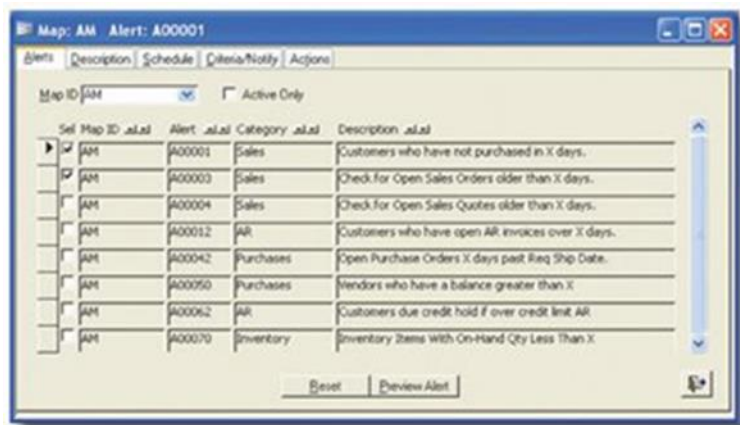 Map: AM Alert: A00001
Alerts Description Schedule Criteria/Notify Actions
Map ID AM Active Only
Sel Map ID Alert Category Description
AM A00001 Sales Customers who have not purchased in X days.
AM A00003 Sales Check for Open Sales Orders older than X days.
AM A00004 Sales Check for Open Sales Quotes older than X days.
AM A00012 AR Customers who have open AR invoices over X days.
AM A00042 Purchases Open Purchase Orders X days past Req Ship Date.
AM A00050 Purchases Vendors who have a balance greater than X
AM A00062 AR Customers due credit hold if over credit limit AR
AM A00070 Inventory Inventory Items With On-Hand Qty Less Than X
Reset Preview Alert